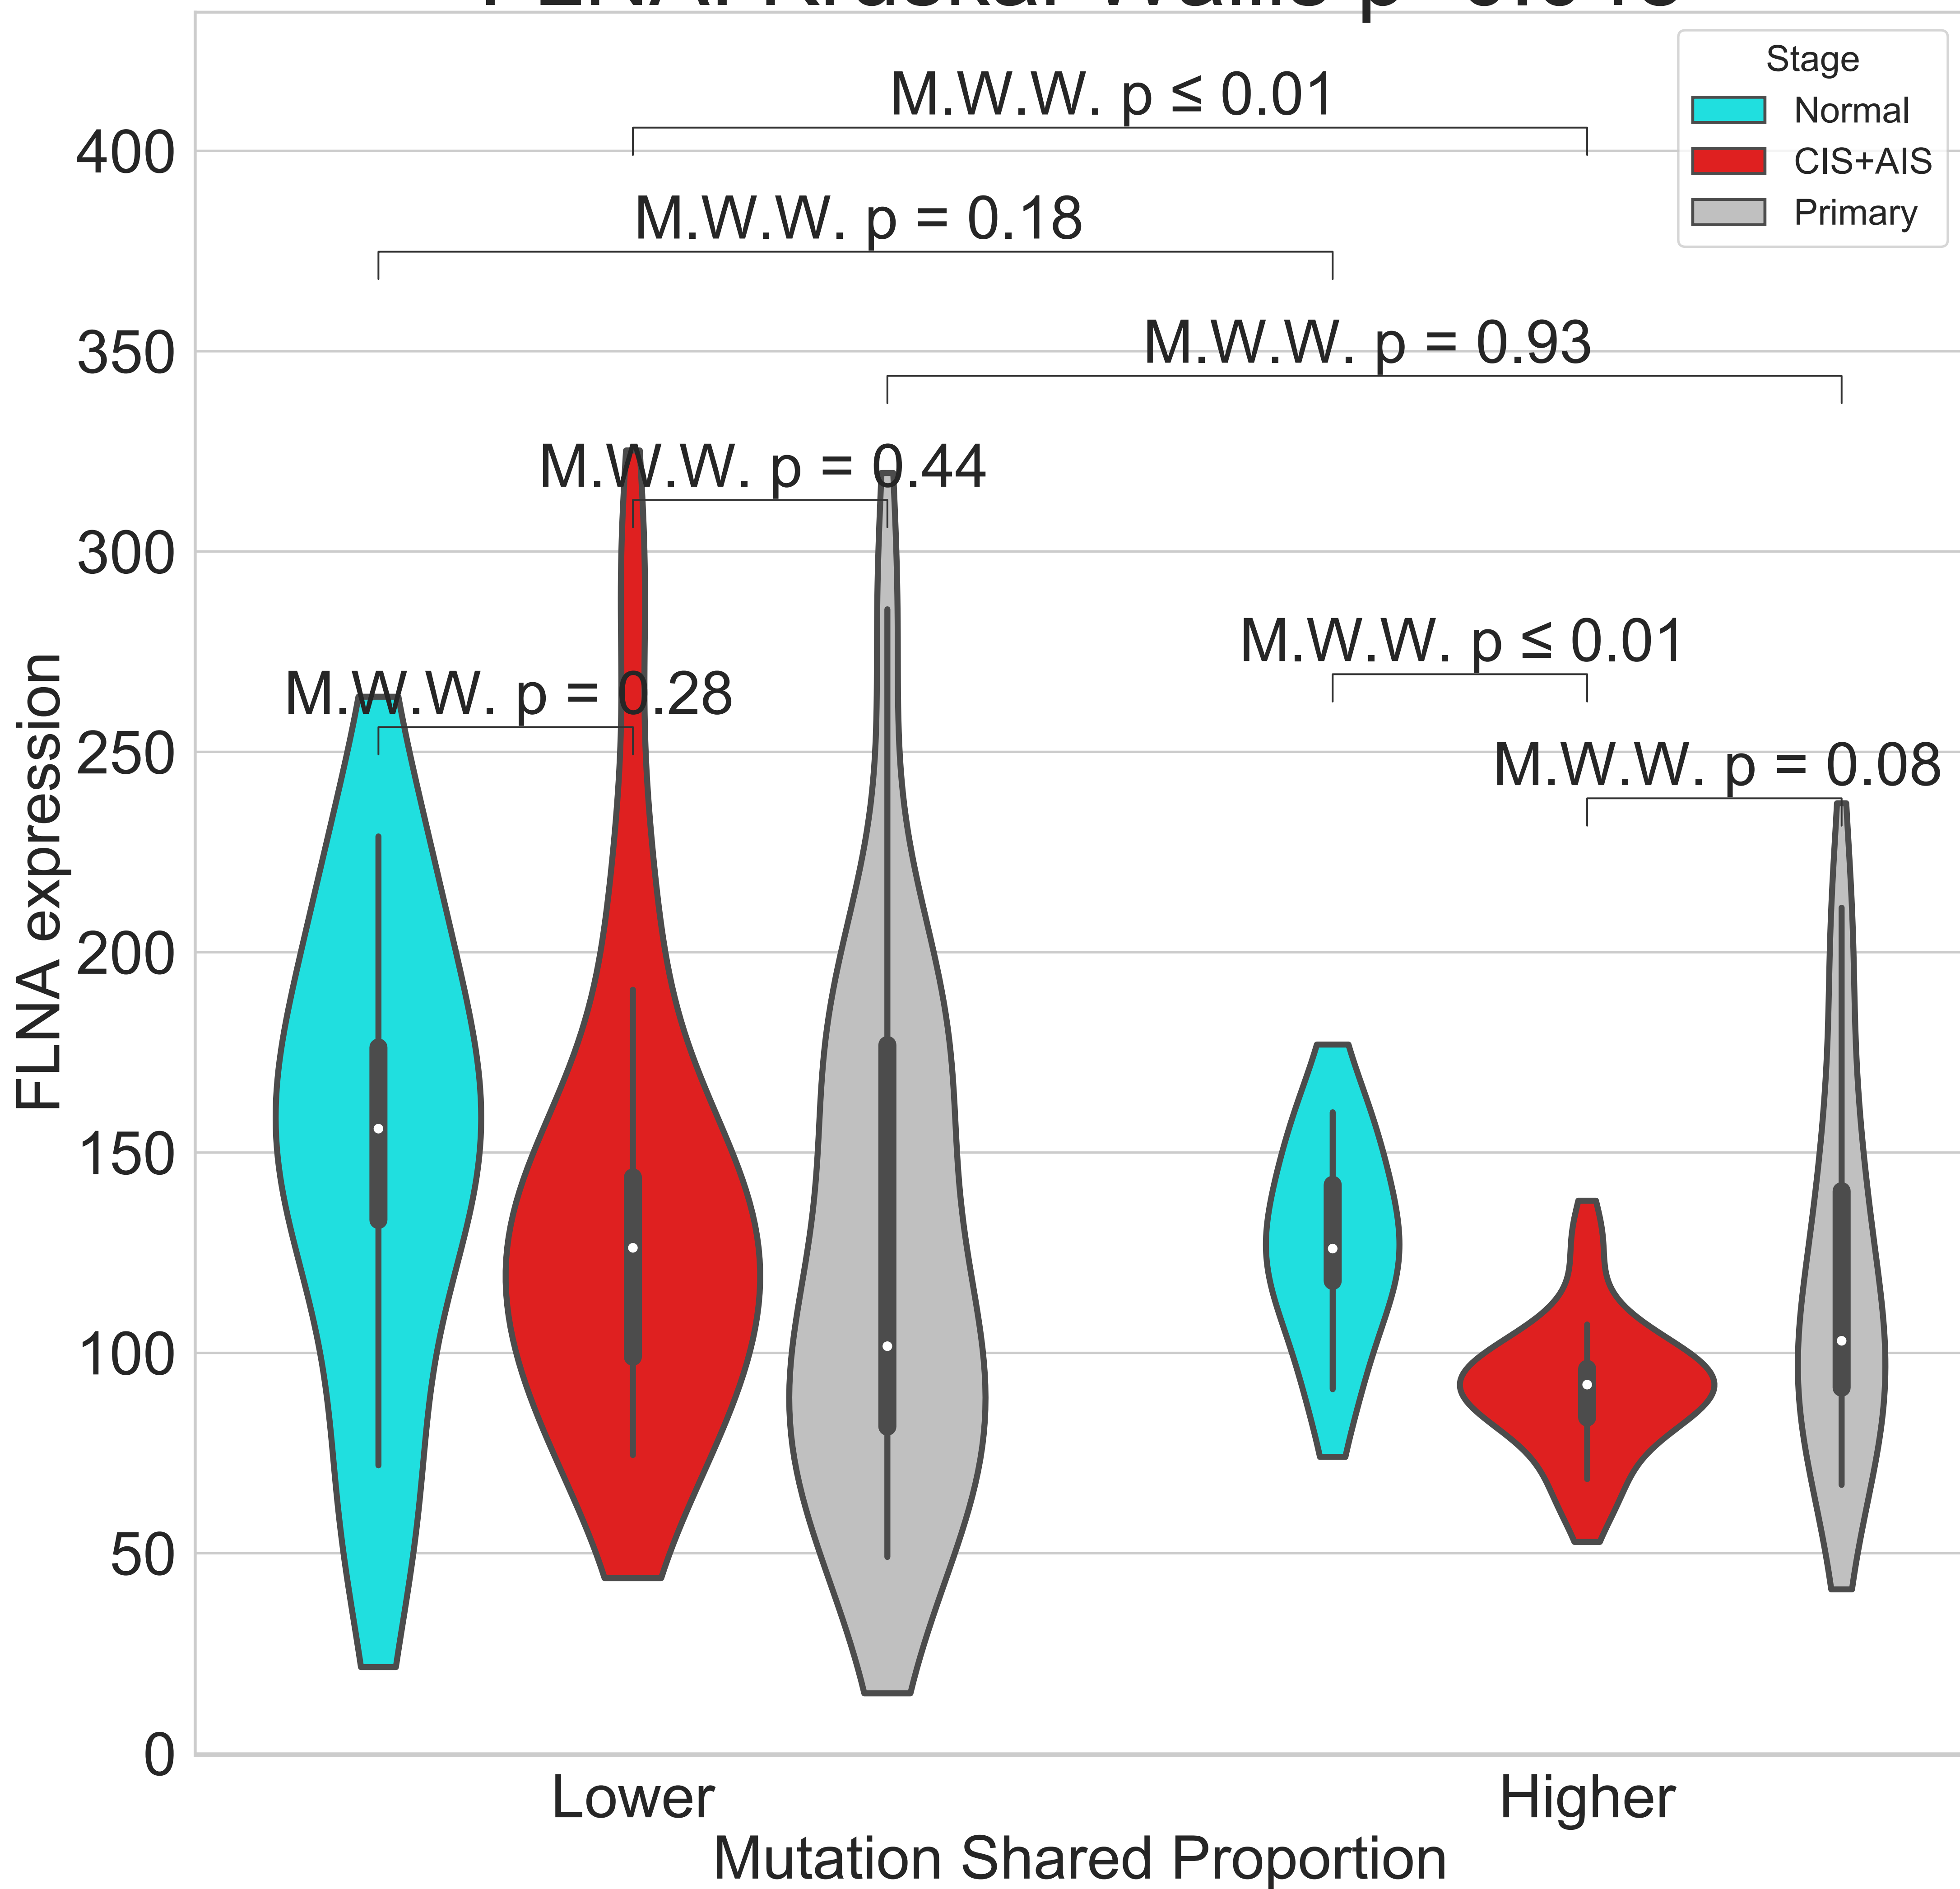 Stage
Normal
CIS+AIS
Primary
M.W.W. p ≤ 0.01
M.W.W. p = 0.18
M.W.W. p = 0.93
M.W.W. p = 0.44
M.W.W. p ≤ 0.01
M.W.W. p = 0.28
M.W.W. p = 0.08
400
350
300
250
200
150
100
50
0
FLNA expression
Lower
Higher
Mutation Shared Proportion